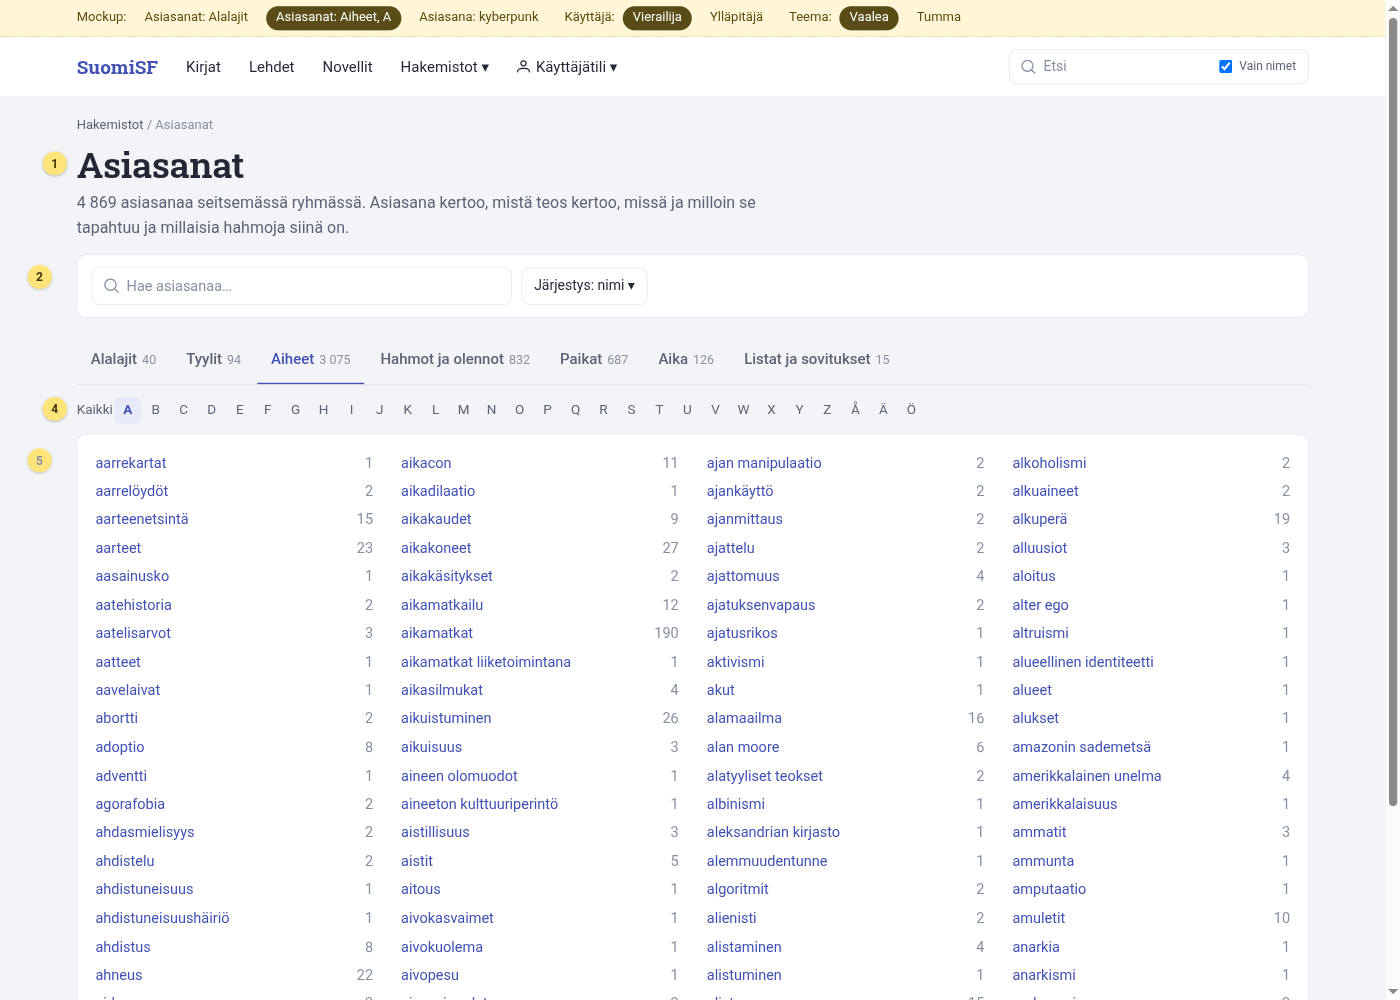 Mockup: Asiasanat: Alalajit Asiasanat: Aiheet, A Asiasana: kyberpunk Käyttäjä: Vierailija Ylläpitäjä Teema: Vaalea Tumma
SuomiSF Kirjat Lehdet Novellit Hakemistot ▾ Käyttäjätili ▾ Etsi Vain nimet
Hakemistot / Asiasanat
1 Asiasanat
4 869 asiasanaa seitsemässä ryhmässä. Asiasana kertoo, mistä teos kertoo, missä ja milloin se
tapahtuu ja millaisia hahmoja siinä on.
2 Hae asiasanaa... Järjestys: nimi ▾
Alalajit 40 Tyylit 94 Aiheet 3 075 Hahmot ja olennot 832 Paikat 687 Aika 126 Listat ja sovitukset 15
4 Kaikki A B C D E F G H I J K L M N O P Q R S T U V W X Y Z Å Ä Ö
5 aarrekartat 1 aikacon 11 ajan manipulaatio 2 alkoholismi 2
aarrelöydöt 2 aikadilaatio 1 ajankäyttö 2 alkuaineet 2
aarteenetsintä 15 aikakaudet 9 ajanmittaus 2 alkuperä 19
aarteet 23 aikakoneet 27 ajattelu 2 alluusiot 3
aasainusko 1 aikakäsitykset 2 ajattomuus 4 aloitus 1
aatehistoria 2 aikamatkailu 12 ajatuksenvapaus 2 alter ego 1
aatelisarvot 3 aikamatkat 190 ajatusrikos 1 altruismi 1
aatteet 1 aikamatkat liiketoimintana 1 aktivismi 1 alueellinen identiteetti 1
aavelaivat 1 aikasilmukat 4 akut 1 alueet 1
abortti 2 aikuistuminen 26 alamaailma 16 alukset 1
adoptio 8 aikuisuus 3 alan moore 6 amazonin sademetsä 1
adventti 1 aineen olomuodot 1 alatyyliset teokset 2 amerikkalainen unelma 4
agorafobia 2 aineeton kulttuuriperintö 1 albinismi 1 amerikkalaisuus 1
ahdasmielisyys 2 aistillisuus 3 aleksandrian kirjasto 1 ammatit 3
ahdistelu 2 aistit 5 alemmuudentunne 1 ammunta 1
ahdistuneisuus 1 aitous 1 algoritmit 2 amputaatio 1
ahdistuneisuushäiriö 1 aivokasvaimet 1 alienisti 2 amuletit 10
ahdistus 8 aivokuolema 1 alistaminen 4 anarkia 1
ahneus 22 aivopesu 1 alistuminen 1 anarkismi 1